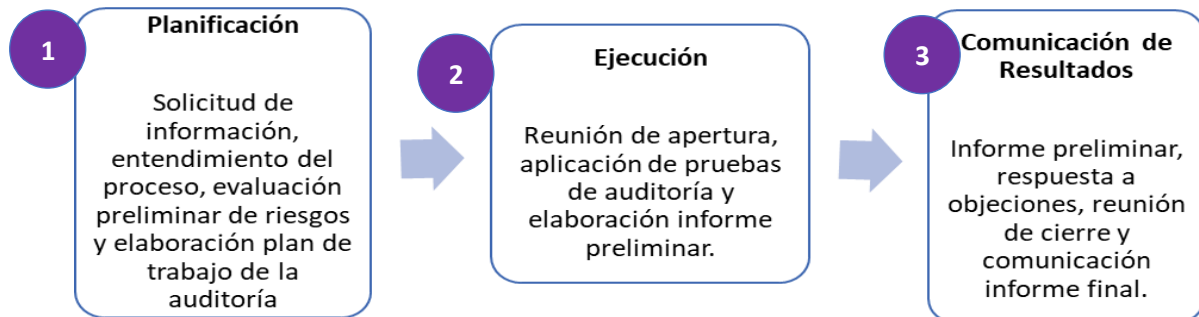 1
Planificación
Solicitud de
información,
entendimiento del
proceso, evaluación
preliminar de riesgos
y elaboración plan de
trabajo de la
auditoría
2
Ejecución
Reunión de apertura,
aplicación de pruebas
de auditoría y
elaboración informe
preliminar.
3
Comunicación de
Resultados
Informe preliminar,
respuesta a
objeciones, reunión
de cierre y
comunicación
informe final.